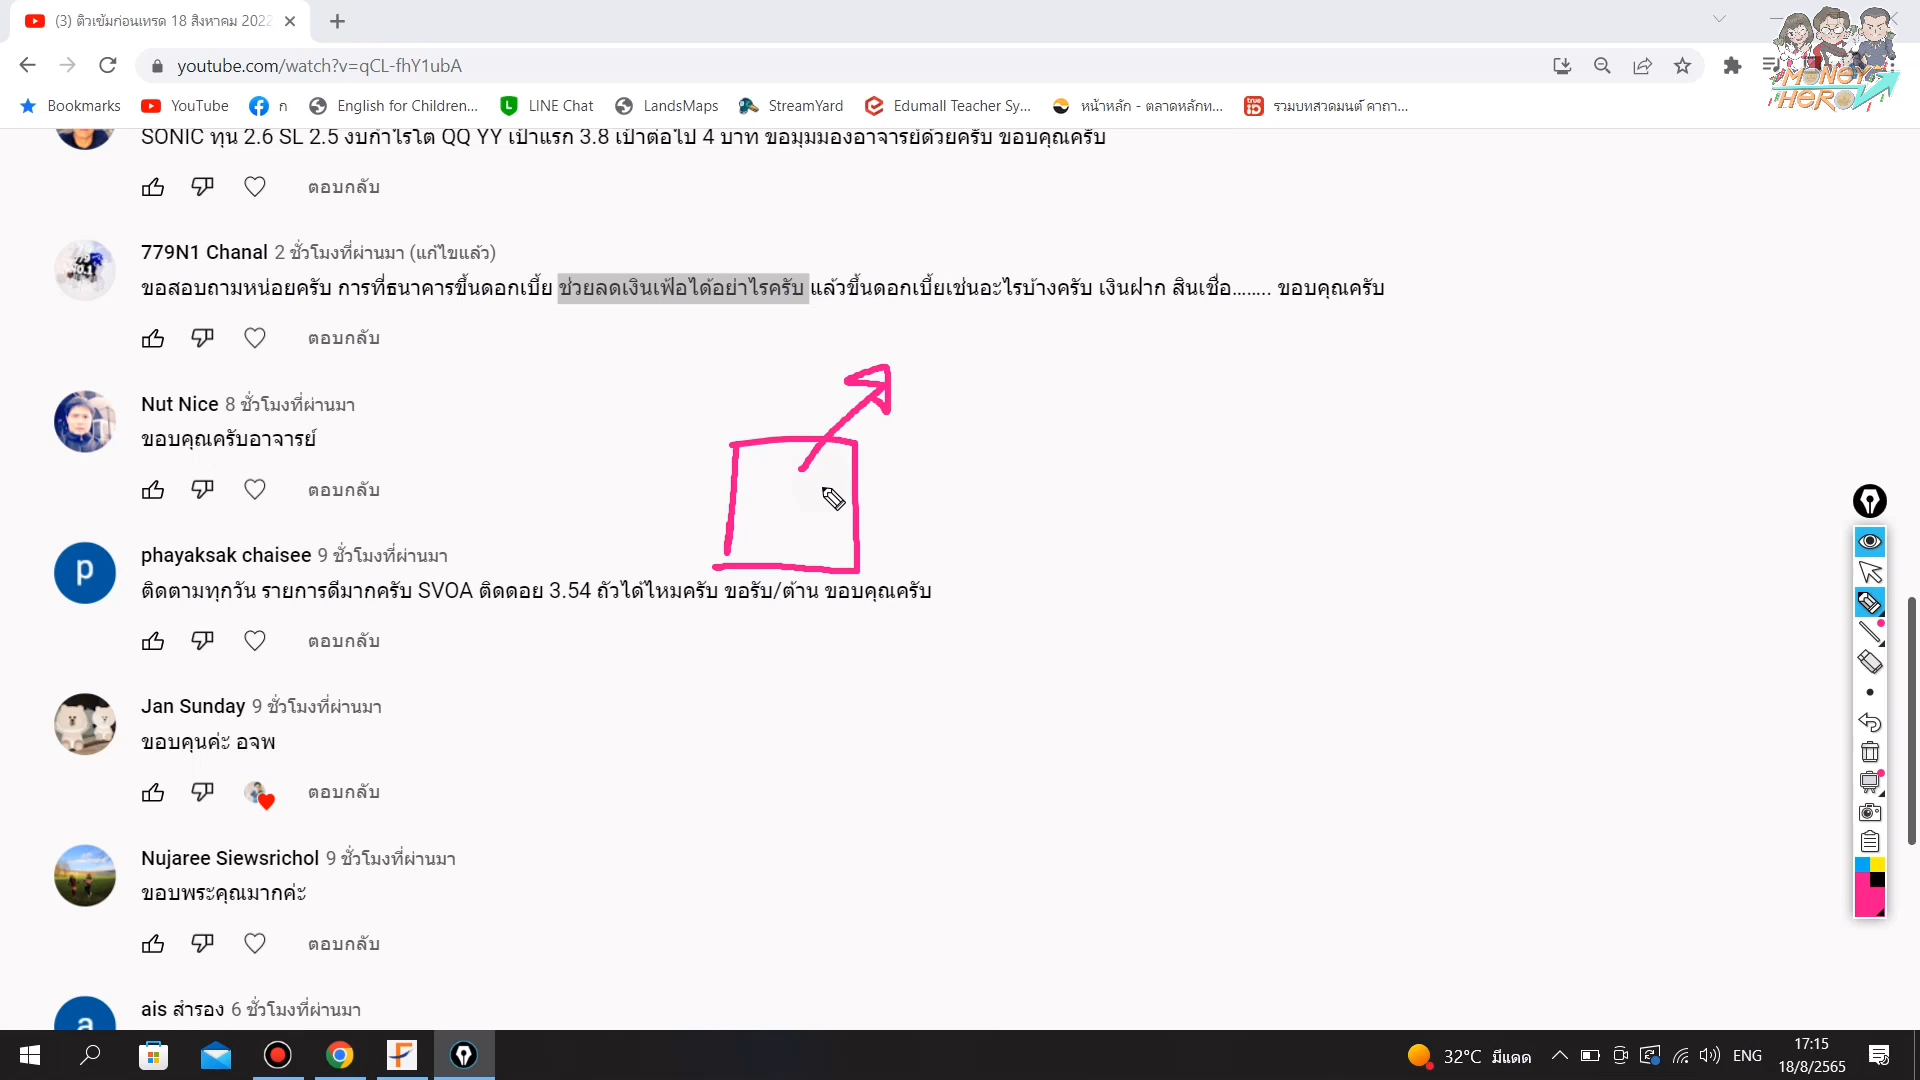 (3) ติวเข้มก่อนเทรด 18 สิงหาคม 2022
youtube.com/watch?v=qCL-fhY1ubA
Bookmarks YouTube ก English for Children... LINE Chat LandsMaps StreamYard Edumall Teacher Sy... หน้าหลัก - ตลาดหลักท... รวมบทสวดมนต์ คาถา...
MONEY HERO
SONIC ทุน 2.6 SL 2.5 งบกำไรโต QQ YY เป้าแรก 3.8 เป้าต่อไป 4 บาท ขอมุมมองอาจารย์ด้วยครับ ขอบคุณครับ
ตอบกลับ
779N1 Chanal 2 ชั่วโมงที่ผ่านมา (แก้ไขแล้ว)
ขอสอบถามหน่อยครับ การที่ธนาคารขึ้นดอกเบี้ย ช่วยลดเงินเฟ้อได้อย่าไรครับ แล้วขึ้นดอกเบี้ยเช่นอะไรบ้างครับ เงินฝาก สินเชื่อ........ ขอบคุณครับ
ตอบกลับ
Nut Nice 8 ชั่วโมงที่ผ่านมา
ขอบคุณครับอาจารย์
ตอบกลับ
phayaksak chaisee 9 ชั่วโมงที่ผ่านมา
ติดตามทุกวัน รายการดีมากครับ SVOA ติดดอย 3.54 ถัวได้ไหมครับ ขอรับ/ต้าน ขอบคุณครับ
ตอบกลับ
Jan Sunday 9 ชั่วโมงที่ผ่านมา
ขอบคุนค่ะ อจพ
ตอบกลับ
Nujaree Siewsrichol 9 ชั่วโมงที่ผ่านมา
ขอบพระคุณมากค่ะ
ตอบกลับ
ais สำรอง 6 ชั่วโมงที่ผ่านมา
32°C มีแดด ENG 17:15
18/8/2565